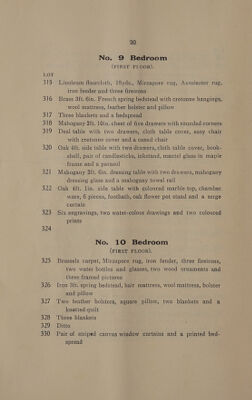 20
No. 9 Bedroom
(FIRST FLOOR).
LOT
315 Linoleum floorcloth, 18yds., Mirzapore rug, Axminster rug,
iron fender and three fireirons
316 Brass 3ft. 6in. French spring bedstead with cretonne hangings,
wool mattress, feather bolster and pillow
317 Three blankets and a bedspread
318 Mahogany 3ft. 10in. chest of five drawers with rounded corners
319 Deal table with two drawers, cloth table cover, easy chair
with cretonne cover and a caned chair
320 Oak 4ft. side table with two drawers, cloth table cover, book-
shelf, pair of candlesticks, inkstand, mantel glass in maple
frame and a parasol
321 Mahogany 3ft. 6in. dressing table with two drawers, mahogany
dressing glass and a mahogany towel rail
322 Oak 4ft. 1in. side table with coloured marble top, chamber
ware, 6 pieces, footbath, oak flower pot stand and a serge
curtain
323 Six engravings, two water-colour drawings and two coloured
prints
324
No. 10 Bedroom
(FIRST FLOOR).
325 Brussels carpet, Mirzapore rug, iron fender, three fireirons,
two water bottles and glasses, two wood ornaments and
three framed pictures
326 Iron 3ft. spring bedstead, hair mattress, wool mattress, bolster
and pillow
327 Two feather bolsters, square pillow, two blankets and a
knotted quilt
328 Three blankets
329 Ditto
330 Pair of striped canvas window curtains and a printed bed-
spread